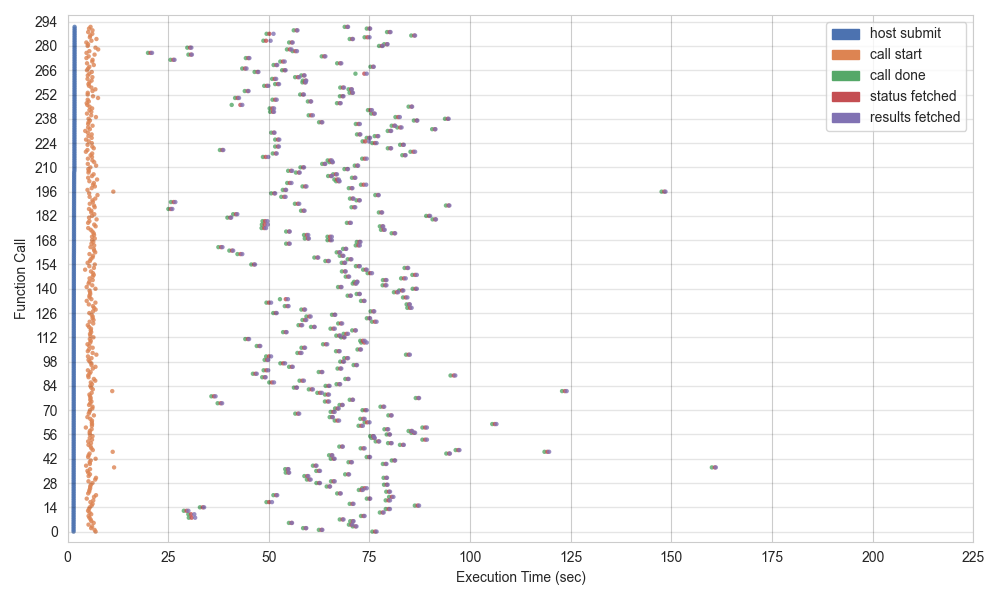 294
280
266
252
238
224
210
196
182
168
154
140
126
112
98
84
70
56
42
28
14
0
Function Call
0 25 50 75 100 125 150 175 200 225
Execution Time (sec)
host submit
call start
call done
status fetched
results fetched